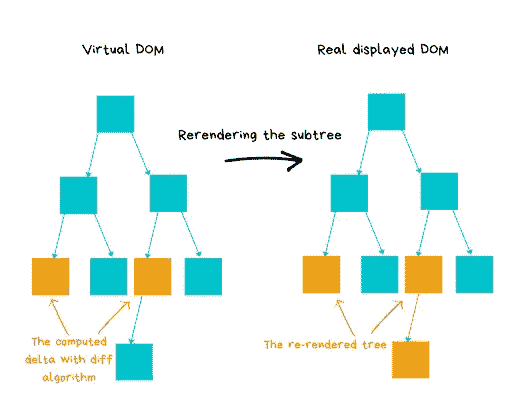 Virtual DOM
Real displayed DOM
Rerendering the subtree
The computed
delta with diff
algorithm
The re-rendered tree